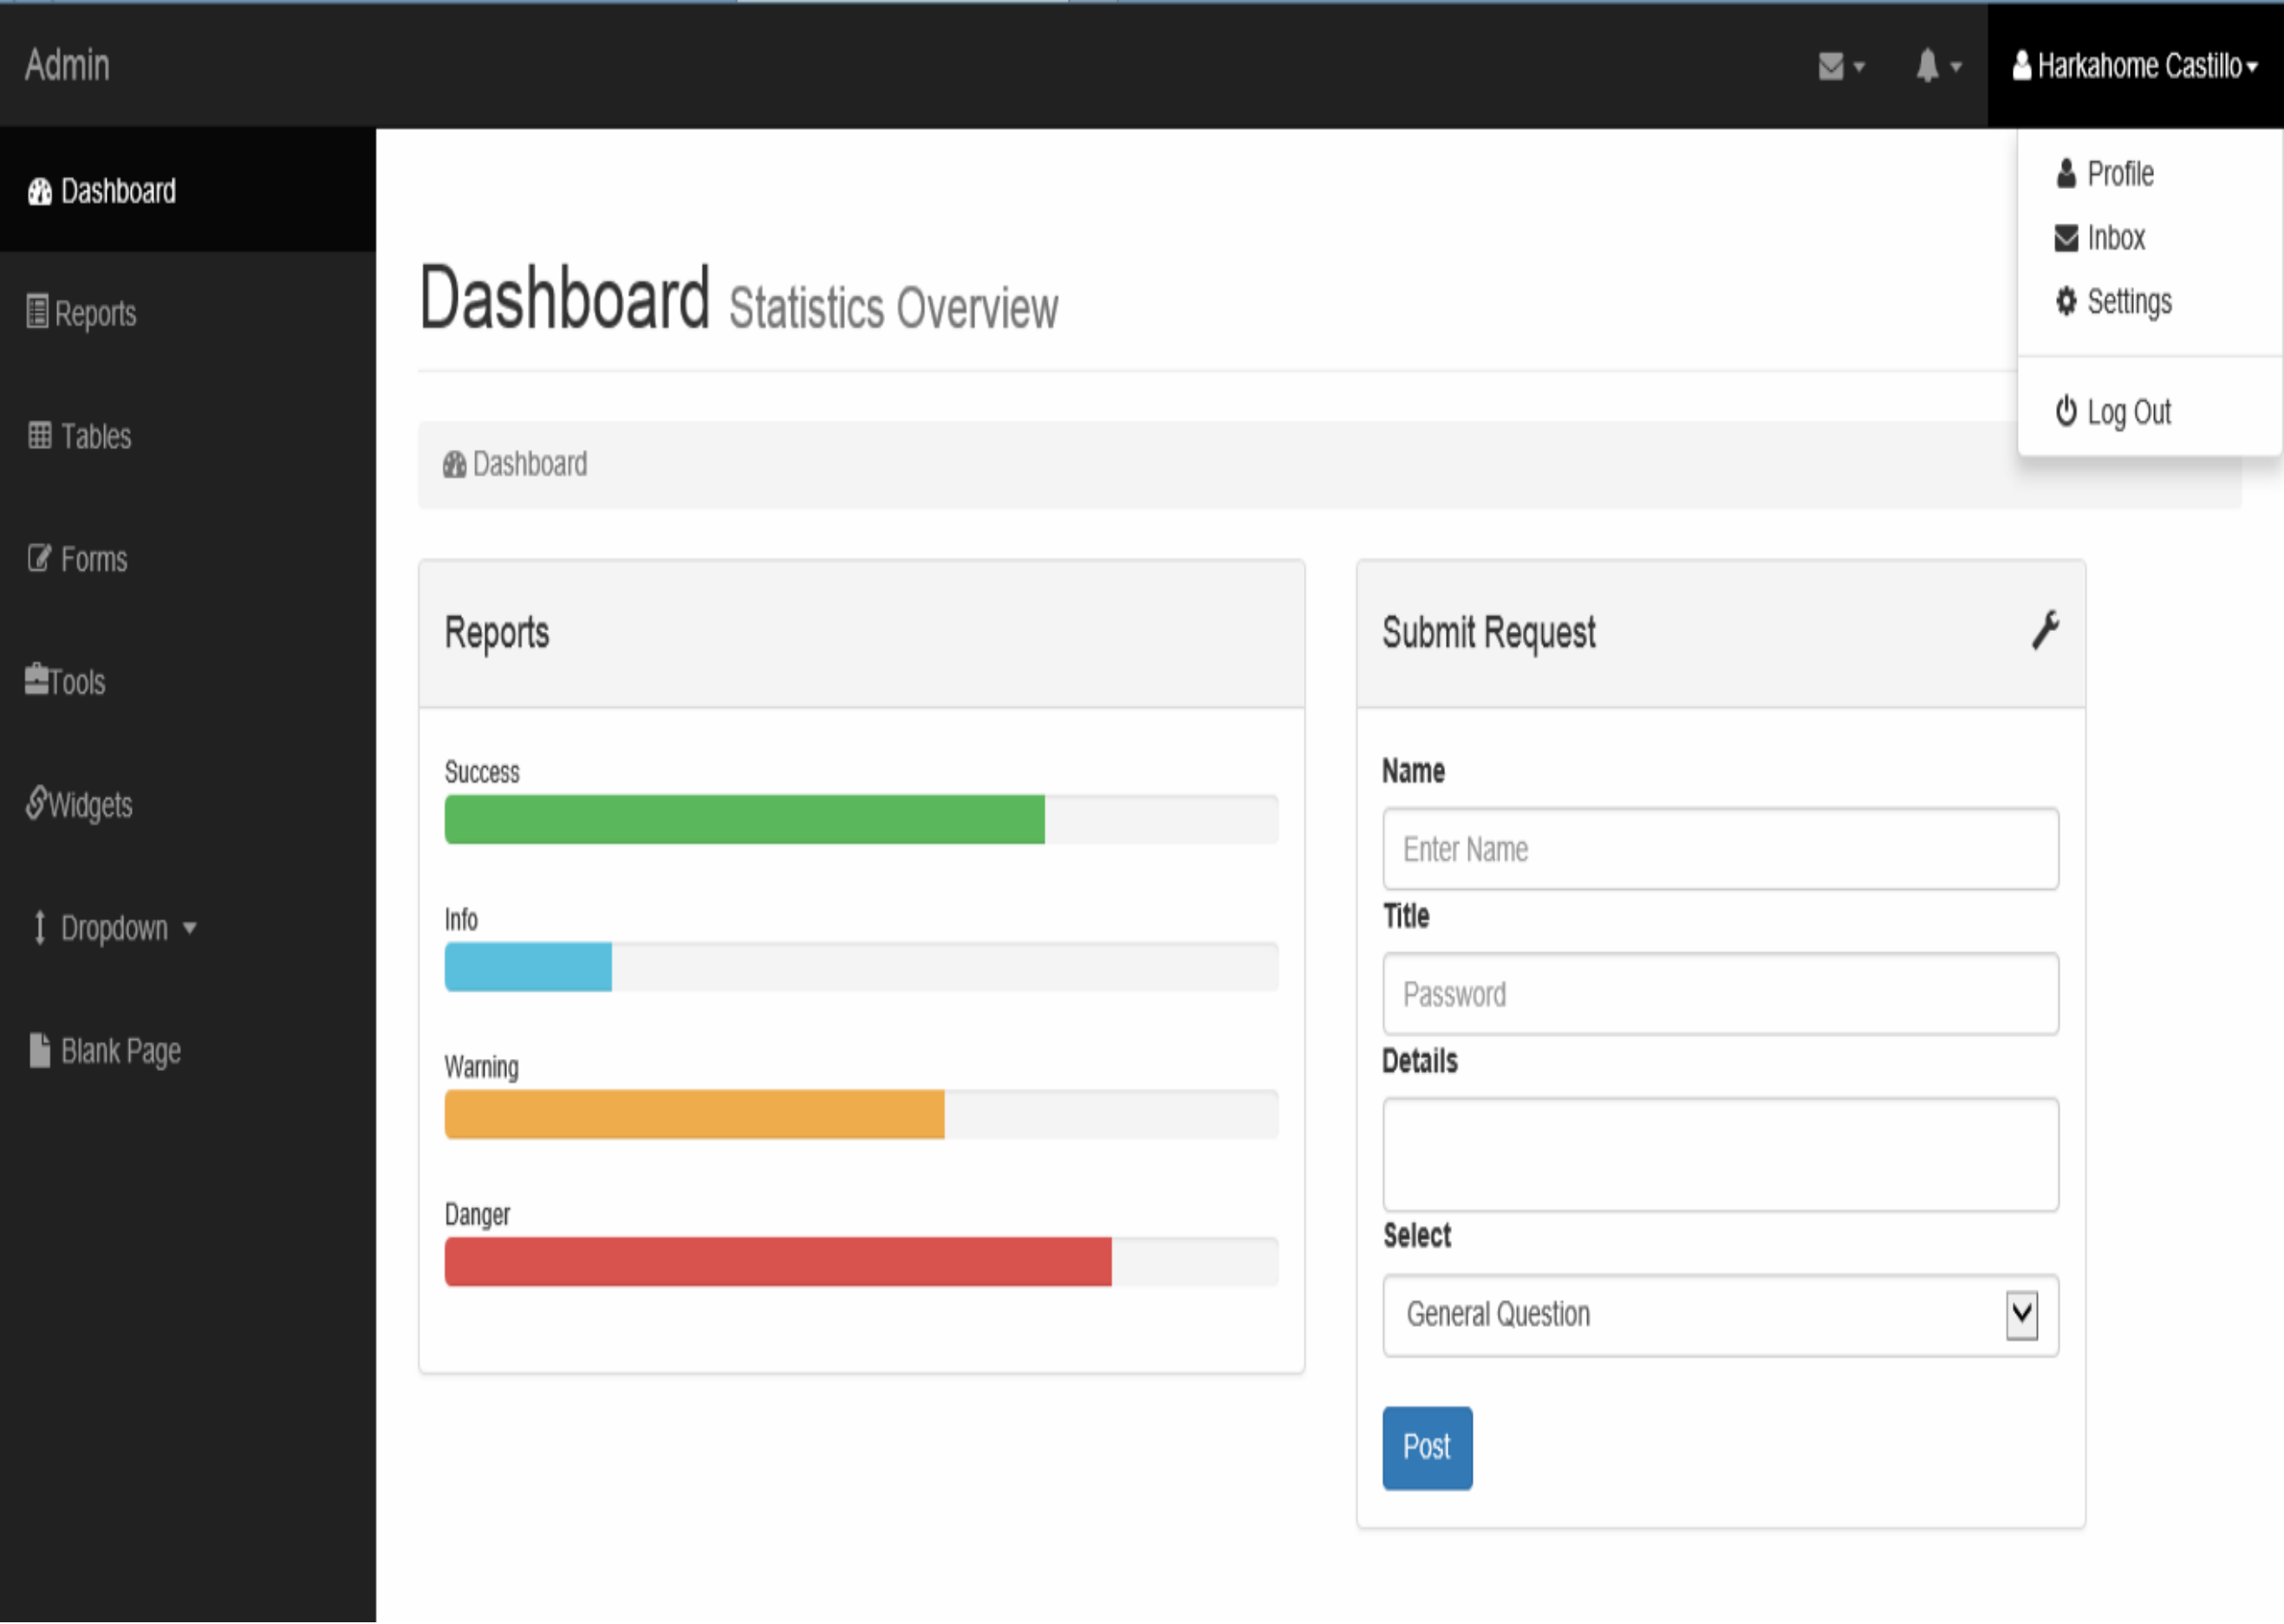 Admin
Harkahome Castillo
Profile
Inbox
Settings
Log Out
Dashboard
Reports
Tables
Forms
Tools
Widgets
Dropdown
Blank Page
Dashboard Statistics Overview
Dashboard
Reports
Success
Info
Warning
Danger
Submit Request
Name
Enter Name
Title
Password
Details
Select
General Question
Post